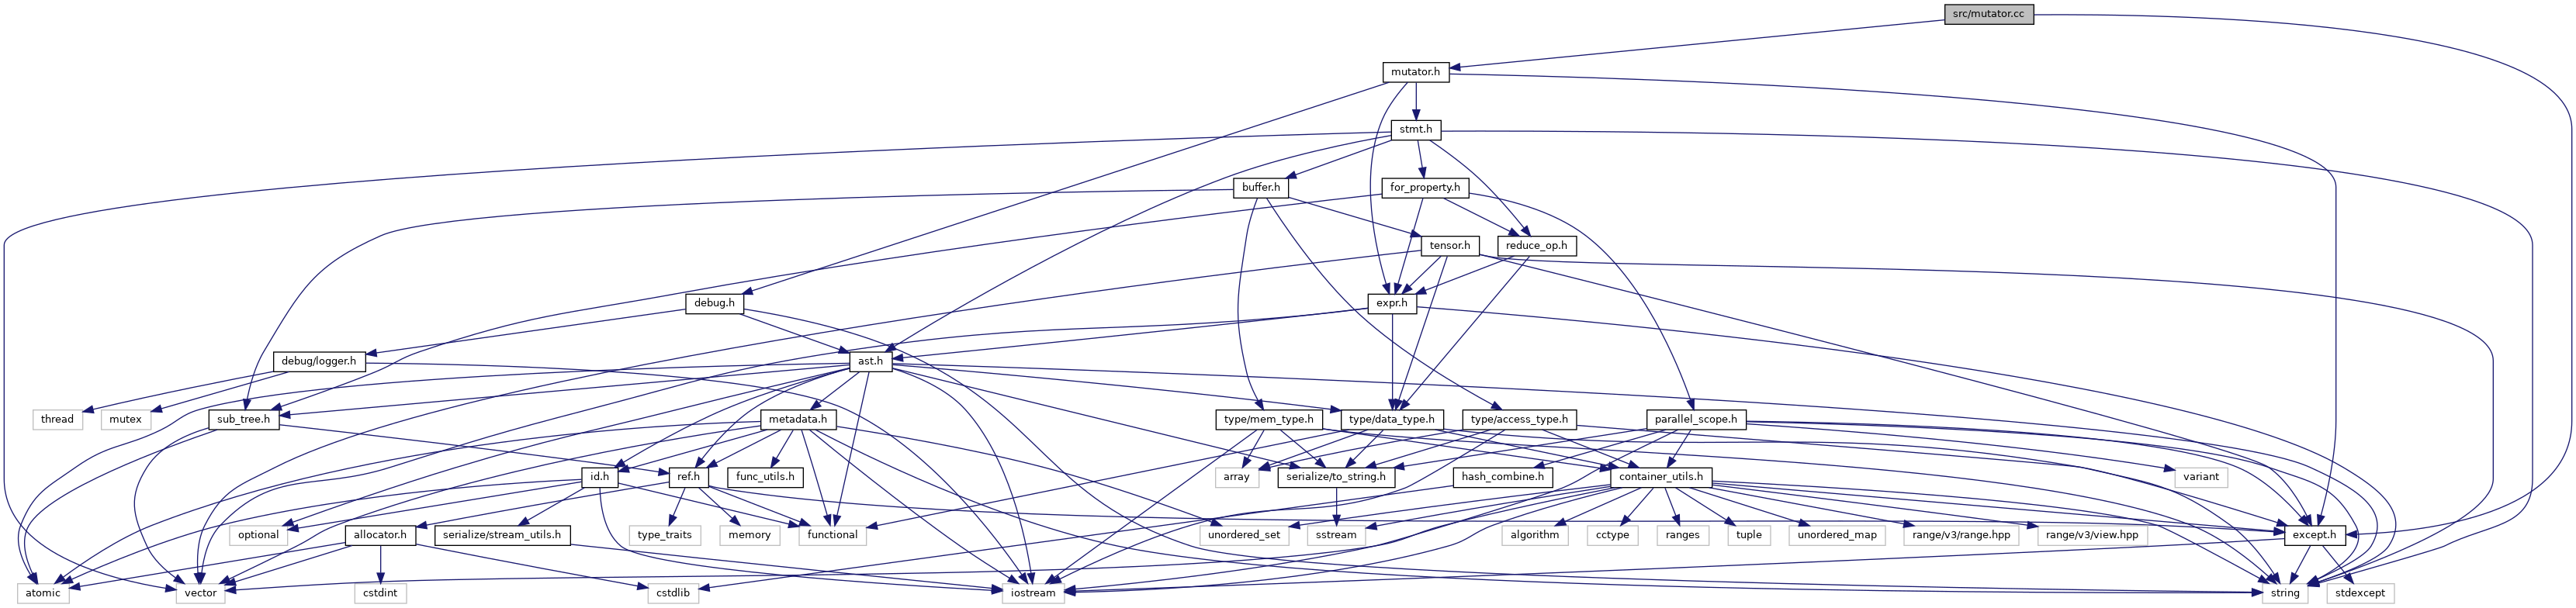 src/mutator.cc
mutator.h
stmt.h
buffer.h
for_property.h
tensor.h
reduce_op.h
debug.h
expr.h
debug/logger.h
ast.h
thread
mutex
sub_tree.h
metadata.h
type/mem_type.h
type/data_type.h
type/access_type.h
parallel_scope.h
id.h
ref.h
func_utils.h
array
serialize/to_string.h
hash_combine.h
container_utils.h
variant
optional
allocator.h
serialize/stream_utils.h
type_traits
memory
functional
unordered_set
sstream
algorithm
cctype
ranges
tuple
unordered_map
range/v3/range.hpp
range/v3/view.hpp
except.h
atomic
vector
cstdint
cstdlib
iostream
string
stdexcept